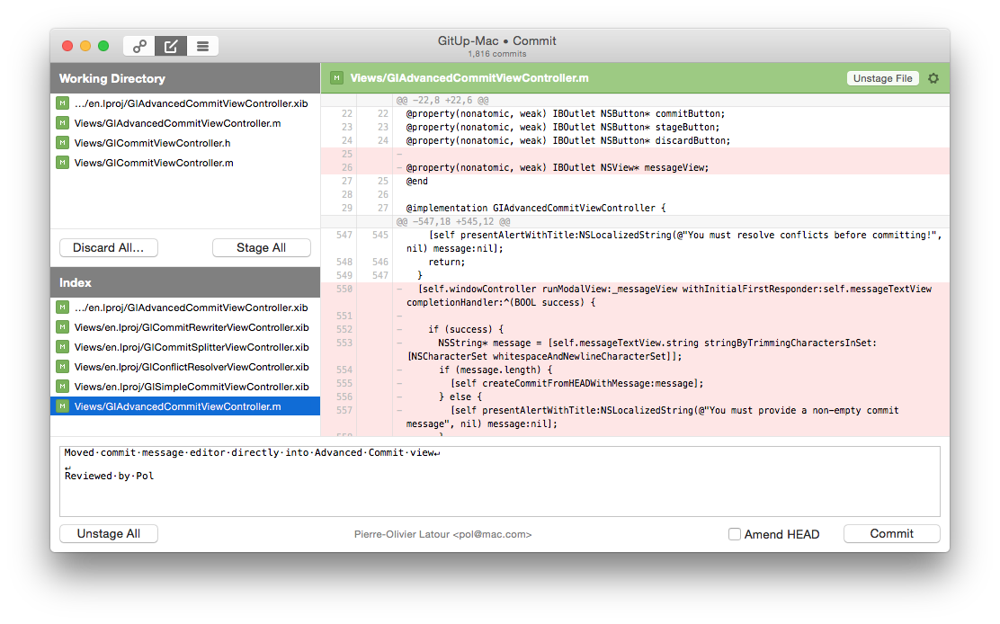 GitUp-Mac • Commit
1,816 commits
Working Directory
M .../en.lproj/GIAdvancedCommitViewController.xib
M Views/GIAdvancedCommitViewController.m
M Views/GICommitViewController.h
M Views/GICommitViewController.m
Discard All...
Stage All
Index
M .../en.lproj/GIAdvancedCommitViewController.xib
M Views/en.lproj/GICommitRewriterViewController.xib
M Views/en.lproj/GICommitSplitterViewController.xib
M Views/en.lproj/GIConflictResolverViewController.xib
M Views/en.lproj/GISimpleCommitViewController.xib
M Views/GIAdvancedCommitViewController.m
M Views/GIAdvancedCommitViewController.m
Unstage File
@@ -22,8 +22,6 @@
22 22 @property(nonatomic, weak) IBOutlet NSButton* commitButton;
23 23 @property(nonatomic, weak) IBOutlet NSButton* stageButton;
24 24 @property(nonatomic, weak) IBOutlet NSButton* discardButton;
25 -
26 - @property(nonatomic, weak) IBOutlet NSView* messageView;
27 25 @end
28 26
29 27 @implementation GIAdvancedCommitViewController {
@@ -547,18 +545,12 @@
547 545 [self presentAlertWithTitle:NSLocalizedString(@"You must resolve conflicts before committing!",
nil) message:nil];
548 546 return;
549 547 }
550 - [self.windowController runModalView:_messageView withInitialFirstResponder:self.messageTextView
completionHandler:^(BOOL success) {
551 -
552 - if (success) {
553 - NSString* message = [self.messageTextView.string stringByTrimmingCharactersInSet:
[NSCharacterSet whitespaceAndNewlineCharacterSet]];
554 - if (message.length) {
555 - [self createCommitFromHEADWithMessage:message];
556 - } else {
557 - [self presentAlertWithTitle:NSLocalizedString(@"You must provide a non-empty commit
message", nil) message:nil];
Moved·commit·message·editor·directly·into·Advanced·Commit·view↵
↵
Reviewed·by·Pol
Unstage All
Pierre-Olivier Latour <pol@mac.com>
Amend HEAD
Commit